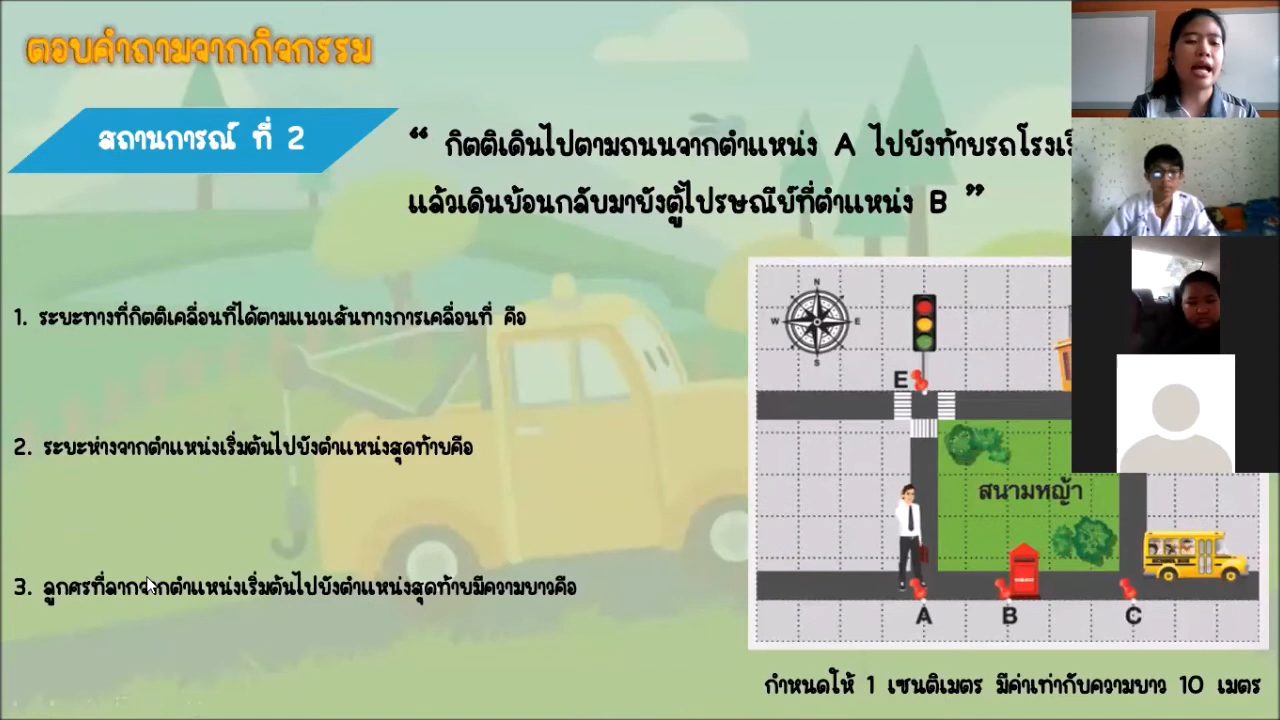 ตอบคำถามจากกิจกรรม
สถานการณ์ ที่ 2
“ กิตติเดินไปตามถนนจากตำแหน่ง A ไปยังท้ายรถ
แล้วเดินย้อนกลับมายังตู้ไปรษณีย์ที่ตำแหน่ง B ”
1. ระยะทางที่กิตติเคลื่อนที่ได้ตามแนวเส้นทางการเคลื่อนที่ คือ
2. ระยะห่างจากตำแหน่งเริ่มต้นไปยังตำแหน่งสุดท้ายคือ
3. ลูกศรที่ลากจากตำแหน่งเริ่มต้นไปยังตำแหน่งสุดท้ายมีความยาวคือ
N
W E
S
E
สนามหญ้า
SCHOOL BUS
A B C
กำหนดให้ 1 เซนติเมตร มีค่าเท่ากับความยาว 10 เมตร